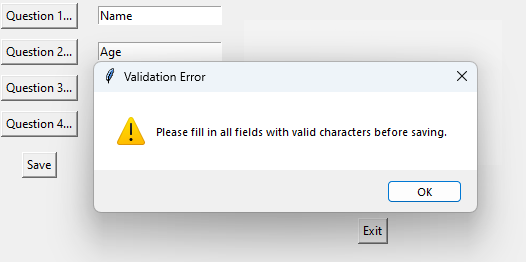 Question 1...
Name
Question 2...
Age
Question 3...
Question 4...
Save
Validation Error
Please fill in all fields with valid characters before saving.
OK
Exit